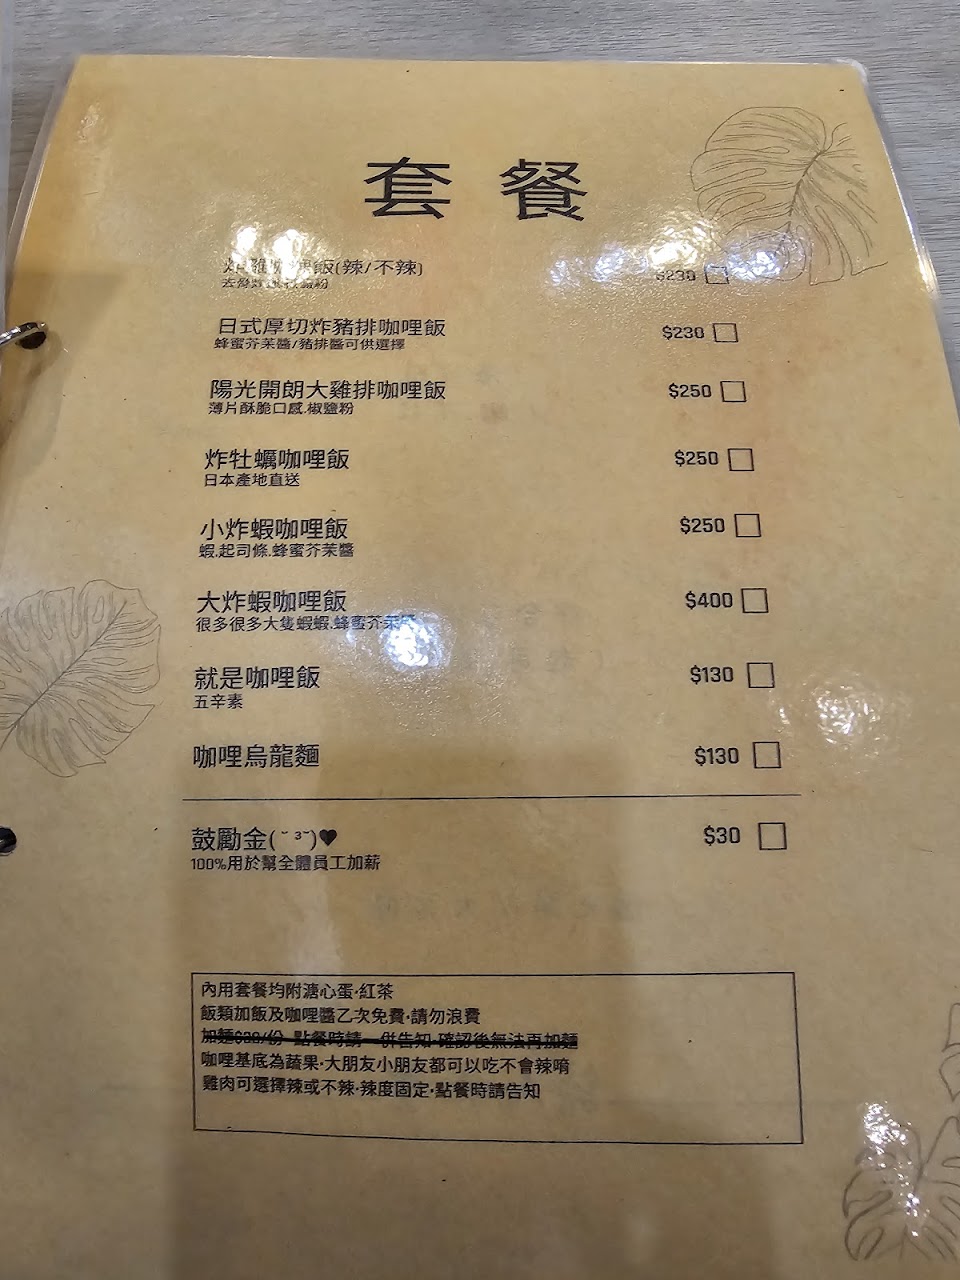 套餐
炸雞咖哩飯(辣/不辣)
$230
日式厚切炸豬排咖哩飯
$230
蜂蜜芥茉醬/豬排醬可供選擇
陽光開朗大雞排咖哩飯
$250
薄片酥脆口感.椒鹽粉
炸牡蠣咖哩飯
$250
日本產地直送
小炸蝦咖哩飯
$250
蝦.起司條.蜂蜜芥茉醬
大炸蝦咖哩飯
$400
很多很多大隻蝦蝦.蜂蜜芥茉醬
就是咖哩飯
$130
五辛素
咖哩烏龍麵
$130
鼓勵金(˘ ³˘)♥
$30
100%用於幫全體員工加薪
內用套餐均附溏心蛋·紅茶
飯類加飯及咖哩醬乙次免費·請勿浪費
加麵$30/份·點餐時請一併告知·確認後無法再加麵
咖哩基底為蔬果·大朋友小朋友都可以吃不會辣唷
雞肉可選擇辣或不辣·辣度固定·點餐時請告知